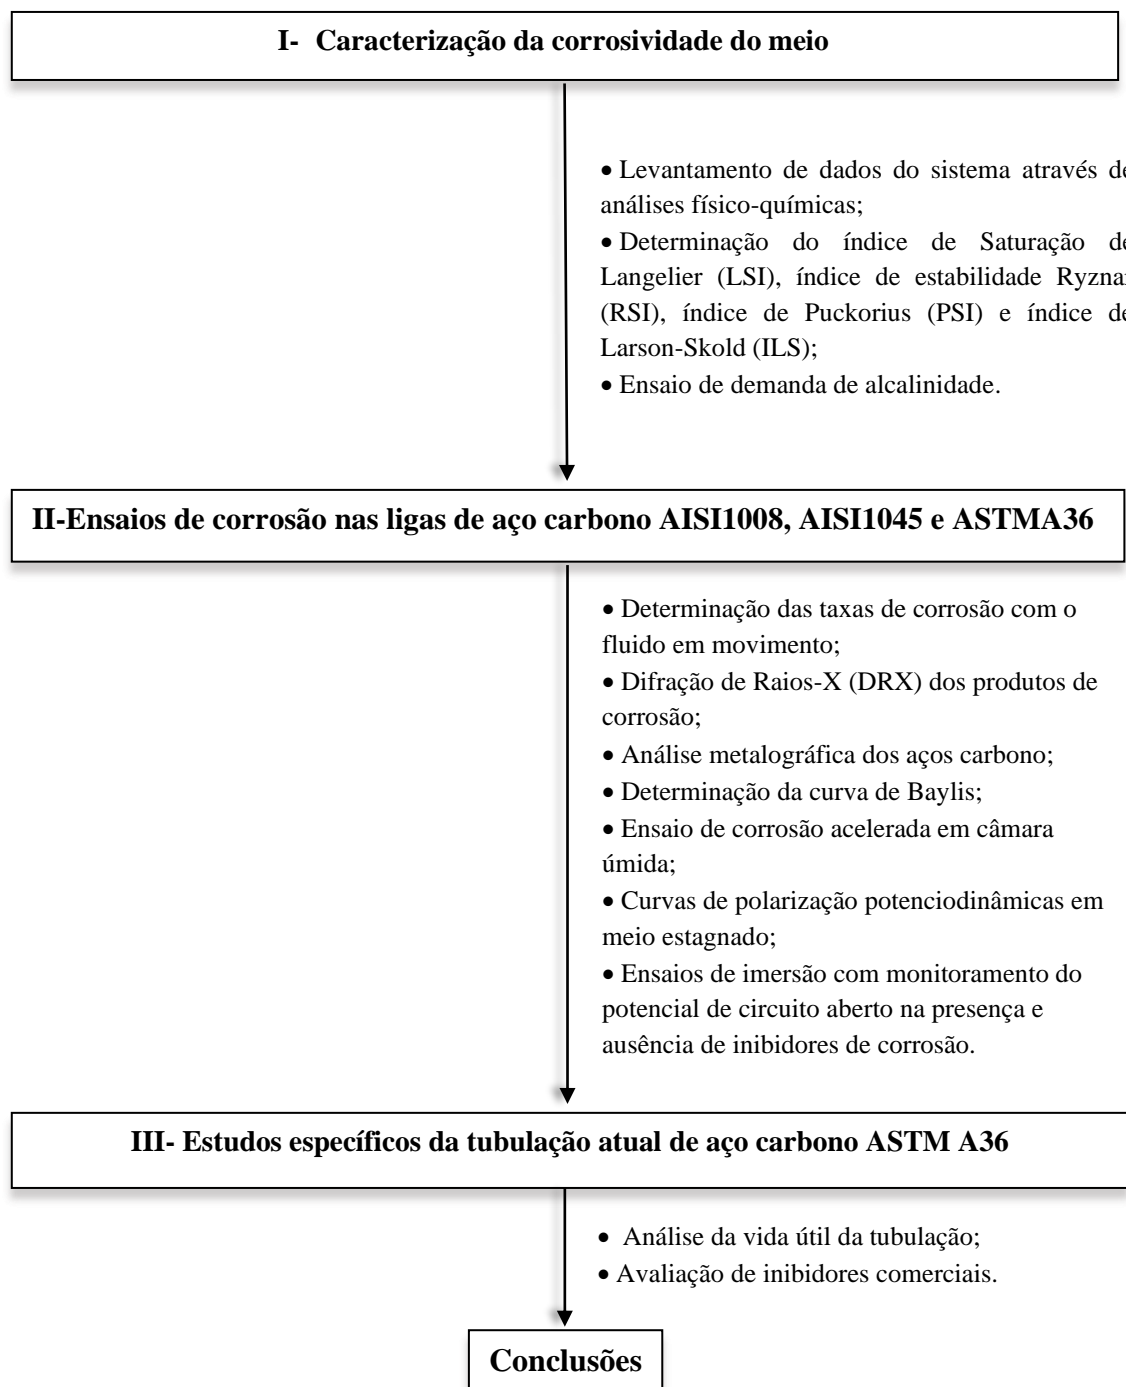 I- Caracterização da corrosividade do meio
• Levantamento de dados do sistema através de
análises físico-químicas;
• Determinação do índice de Saturação de
Langelier (LSI), índice de estabilidade Ryznar
(RSI), índice de Puckorius (PSI) e índice de
Larson-Skold (ILS);
• Ensaio de demanda de alcalinidade.
II-Ensaios de corrosão nas ligas de aço carbono AISI1008, AISI1045 e ASTMA36
• Determinação das taxas de corrosão com o
fluido em movimento;
• Difração de Raios-X (DRX) dos produtos de
corrosão;
• Análise metalográfica dos aços carbono;
• Determinação da curva de Baylis;
• Ensaio de corrosão acelerada em câmara
úmida;
• Curvas de polarização potenciodinâmicas em
meio estagnado;
• Ensaios de imersão com monitoramento do
potencial de circuito aberto na presença e
ausência de inibidores de corrosão.
III- Estudos específicos da tubulação atual de aço carbono ASTM A36
• Análise da vida útil da tubulação;
• Avaliação de inibidores comerciais.
Conclusões